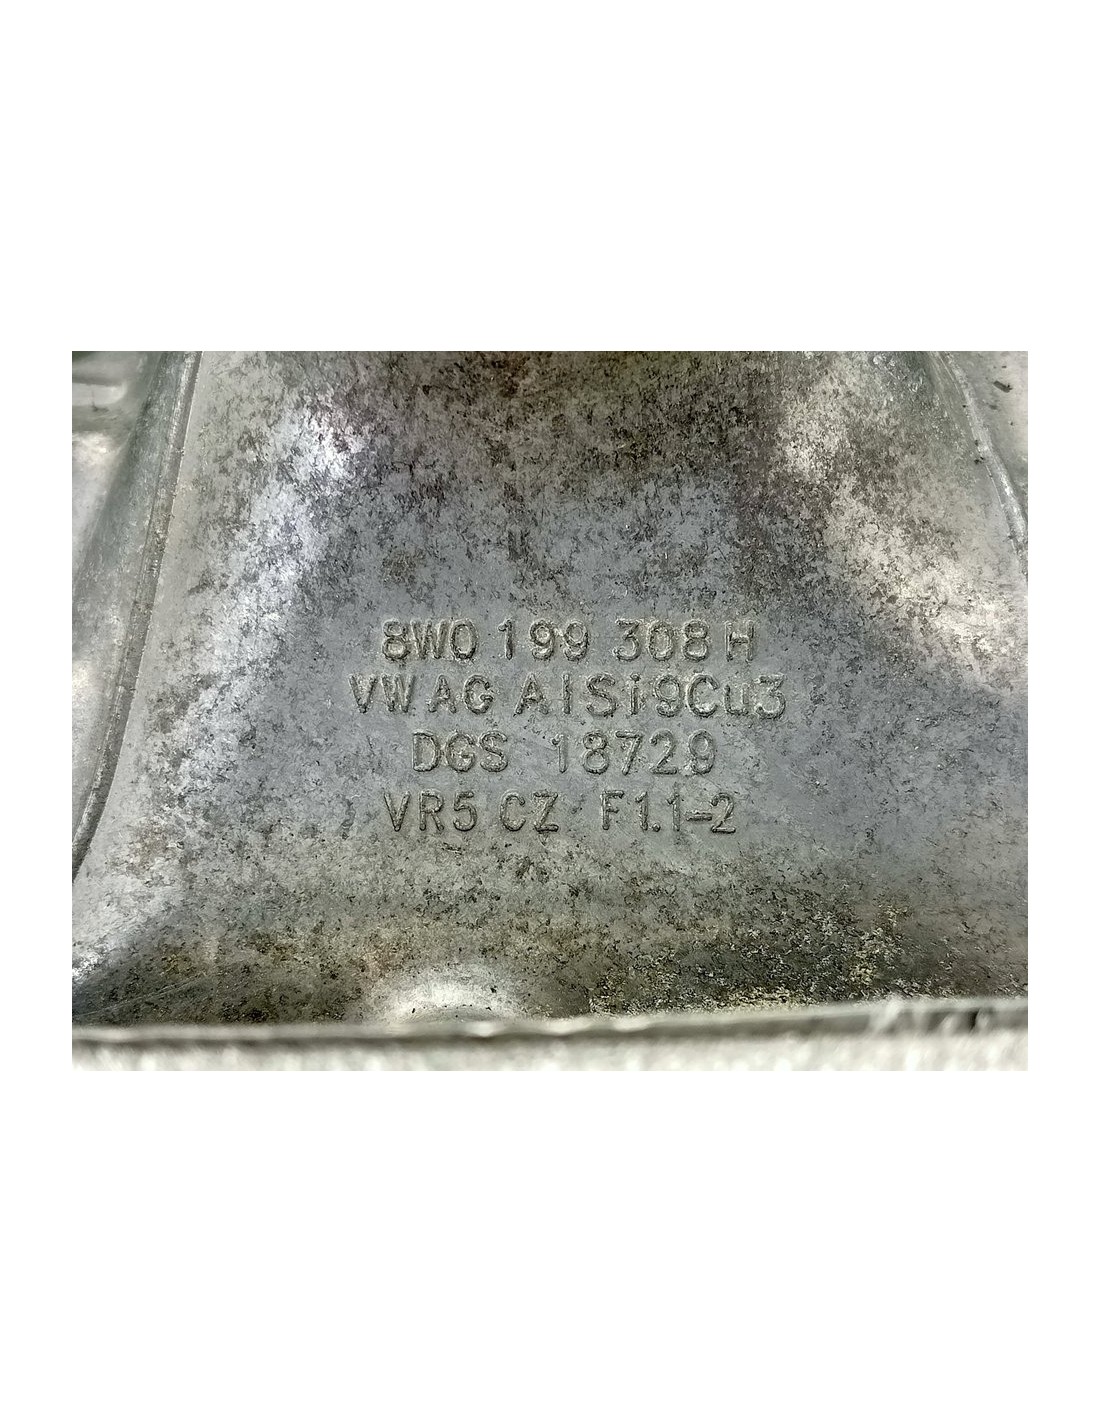 8W0 199 308 H
VW AG AlSi9Cu3
DGS 18729
VR5 CZ F1.1-2